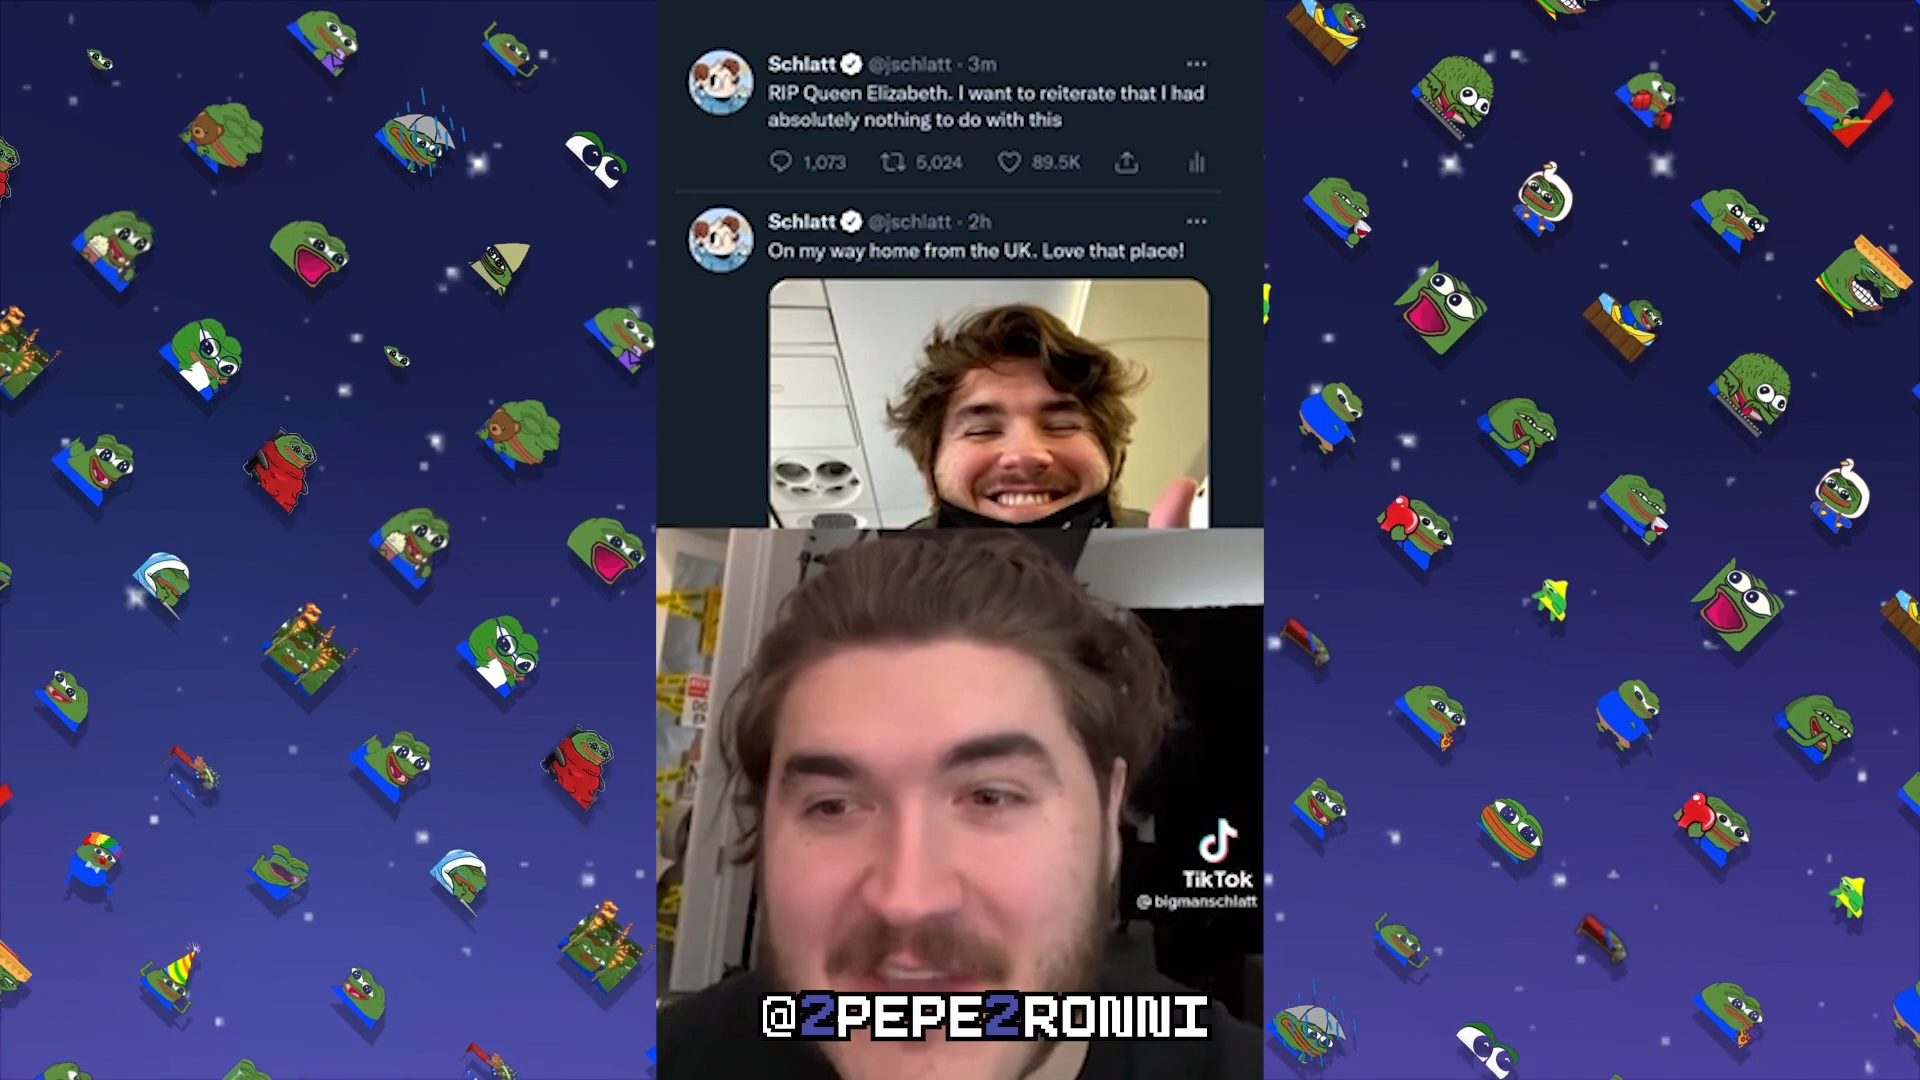 Schlatt @jschlatt · 3m
RIP Queen Elizabeth. I want to reiterate that I had
absolutely nothing to do with this
1,073 5,024 89.5K
Schlatt @jschlatt · 2h
On my way home from the UK. Love that place!
TikTok
@bigmanschlatt
@2PEPE2RONNI